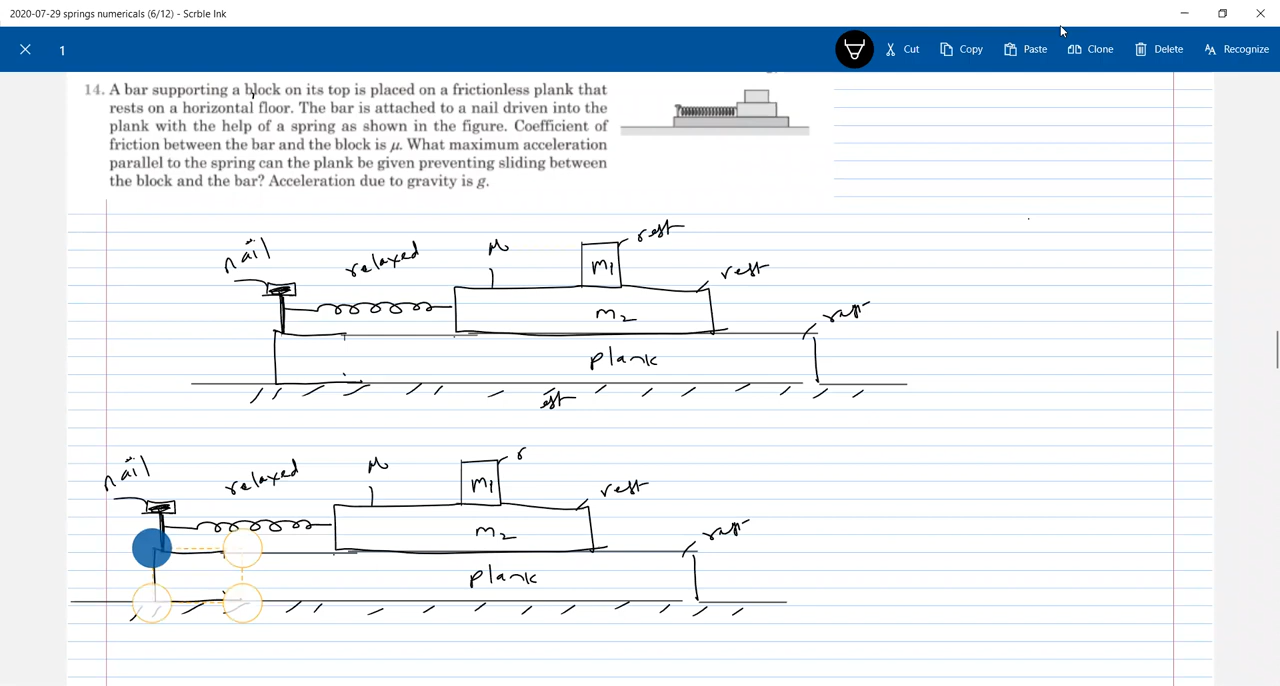 2020-07-29 springs numericals (6/12) - Scrble Ink
1 Cut Copy Paste Clone Delete Recognize
14. A bar supporting a block on its top is placed on a frictionless plank that
rests on a horizontal floor. The bar is attached to a nail driven into the
plank with the help of a spring as shown in the figure. Coefficient of
friction between the bar and the block is μ. What maximum acceleration
parallel to the spring can the plank be given preventing sliding between
the block and the bar? Acceleration due to gravity is g.
nail relaxed μ rest
m1 rest
m2 rest
plank
est
nail relaxed μ r
m1 rest
m2 rest
plank